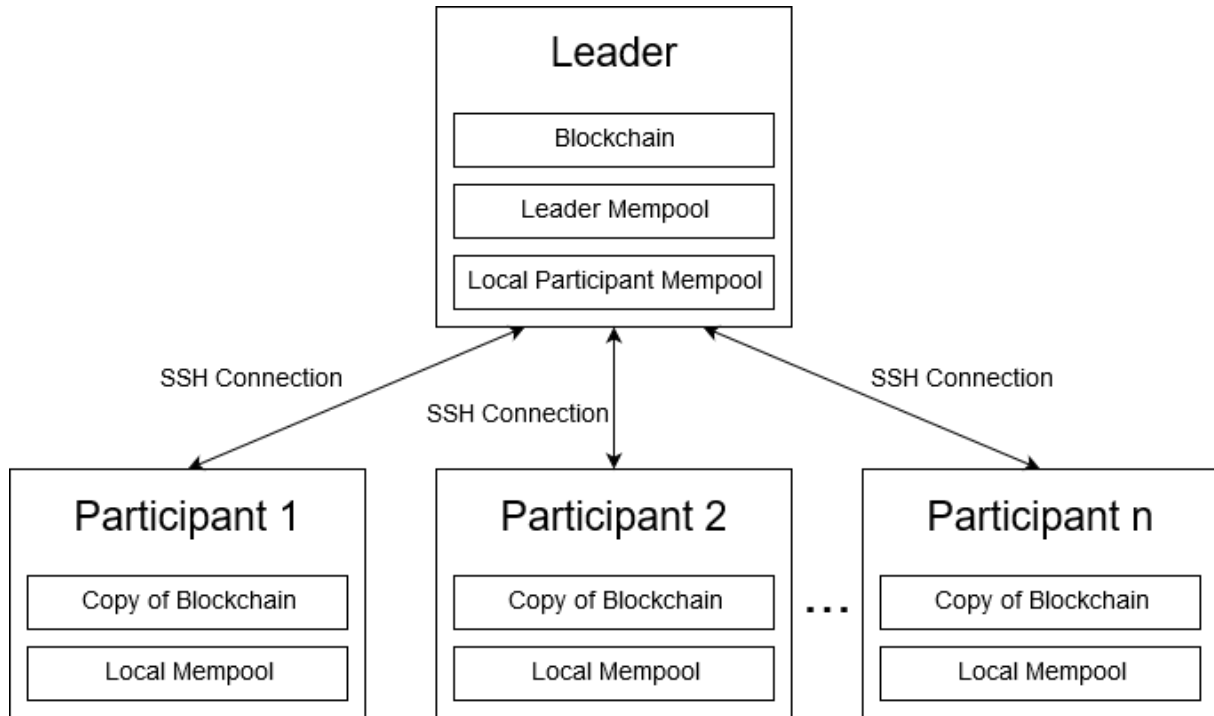 Leader
Blockchain
Leader Mempool
Local Participant Mempool
SSH Connection
SSH Connection
SSH Connection
Participant 1
Copy of Blockchain
Local Mempool
Participant 2
Copy of Blockchain
Local Mempool
...
Participant n
Copy of Blockchain
Local Mempool